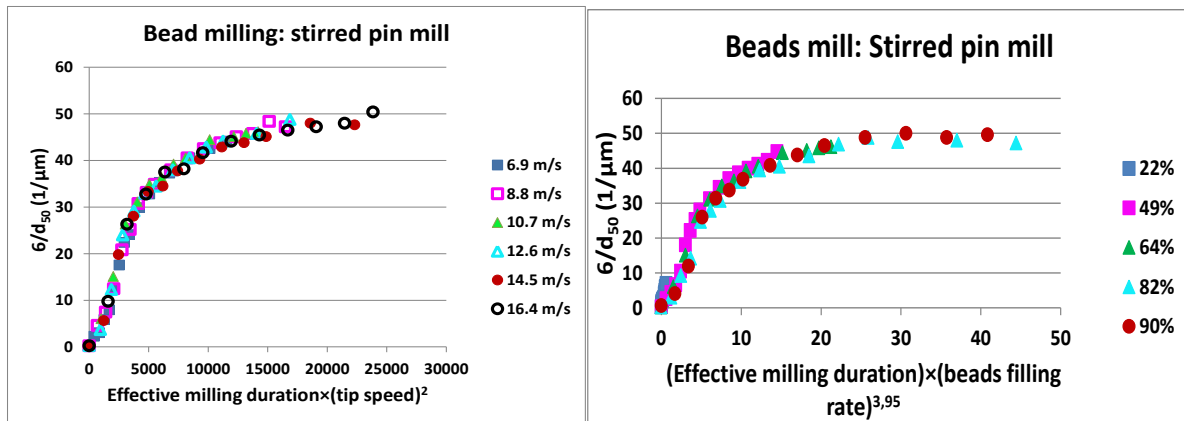 Bead milling: stirred pin mill
60
50
40
30
20
10
0
6/d50 (1/µm)
0 5000 10000 15000 20000 25000 30000
Effective milling duration×(tip speed)2
6.9 m/s
8.8 m/s
10.7 m/s
12.6 m/s
14.5 m/s
16.4 m/s
Beads mill: Stirred pin mill
60
50
40
30
20
10
0
6/d50 (1/µm)
0 10 20 30 40 50
(Effective milling duration)×(beads filling
rate)3,95
22%
49%
64%
82%
90%